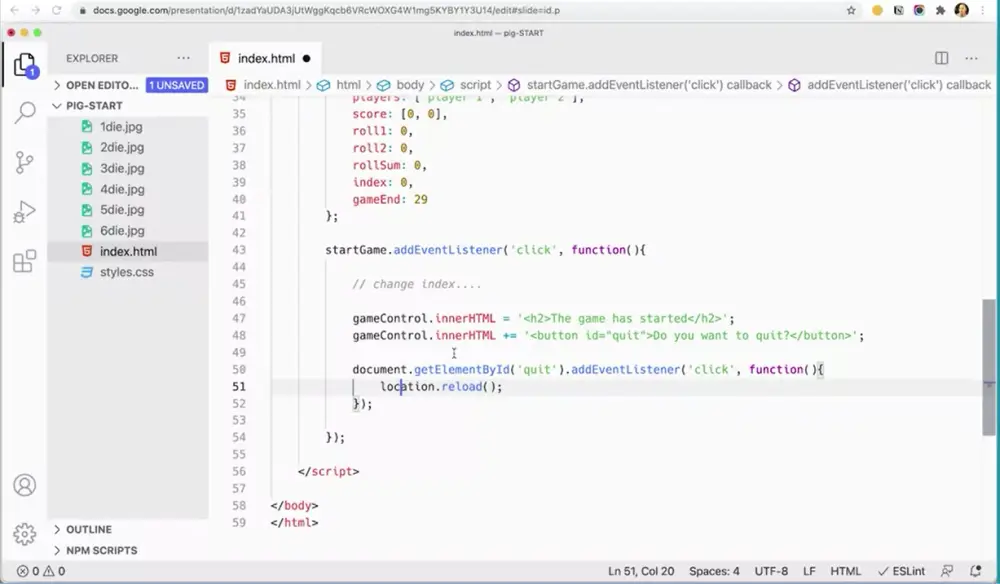 docs.google.com/presentation/d/1zadYaUDA3jUtWggKqcb6VRcWOXG4W1mg5KYBY1Y3U14/edit#slide=id.p
index.html — pig-START
EXPLORER
index.html
OPEN EDITO... 1 UNSAVED
index.html > html > body > script > startGame.addEventListener('click') callback > addEventListener('click') callback
PIG-START
1die.jpg
2die.jpg
3die.jpg
4die.jpg
5die.jpg
6die.jpg
index.html
styles.css
OUTLINE
NPM SCRIPTS
34 players: ['player 1', 'player 2'],
35 score: [0, 0],
36 roll1: 0,
37 roll2: 0,
38 rollSum: 0,
39 index: 0,
40 gameEnd: 29
41 };
42
43 startGame.addEventListener('click', function(){
44
45 // change index....
46
47 gameControl.innerHTML = '<h2>The game has started</h2>';
48 gameControl.innerHTML += '<button id="quit">Do you want to quit?</button>';
49
50 document.getElementById('quit').addEventListener('click', function(){
51 location.reload();
52 });
53
54 });
55
56 </script>
57
58 </body>
59 </html>
1
0 0
Ln 51, Col 20 Spaces: 4 UTF-8 LF HTML ESLint